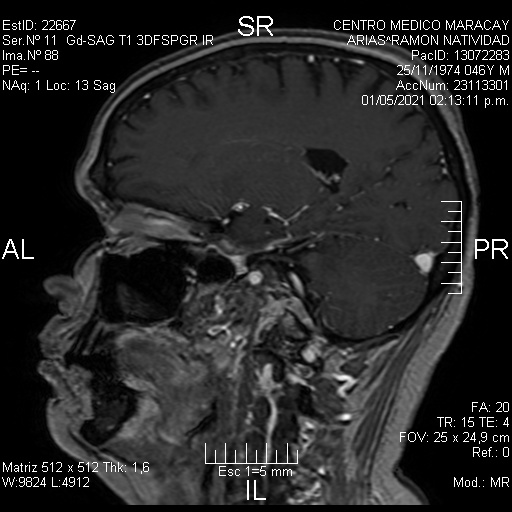 EstID: 22667
Ser.Nº 11 Gd-SAG T1 3DFSPGR IR
Ima.Nº 88
PE= --
NAq: 1 Loc: 13 Sag
SR
CENTRO MEDICO MARACAY
ARIAS^RAMON NATIVIDAD
PacID: 13072283
25/11/1974 046Y M
AccNum: 23113301
01/05/2021 02:13:11 p.m.
AL
PR
FA: 20
TR: 15 TE: 4
FOV: 25 x 24,9 cm
Ref.: 0
Mod.: MR
Esc 1=5 mm
IL
Matriz 512 x 512 Thk: 1,6
W:9824 L:4912